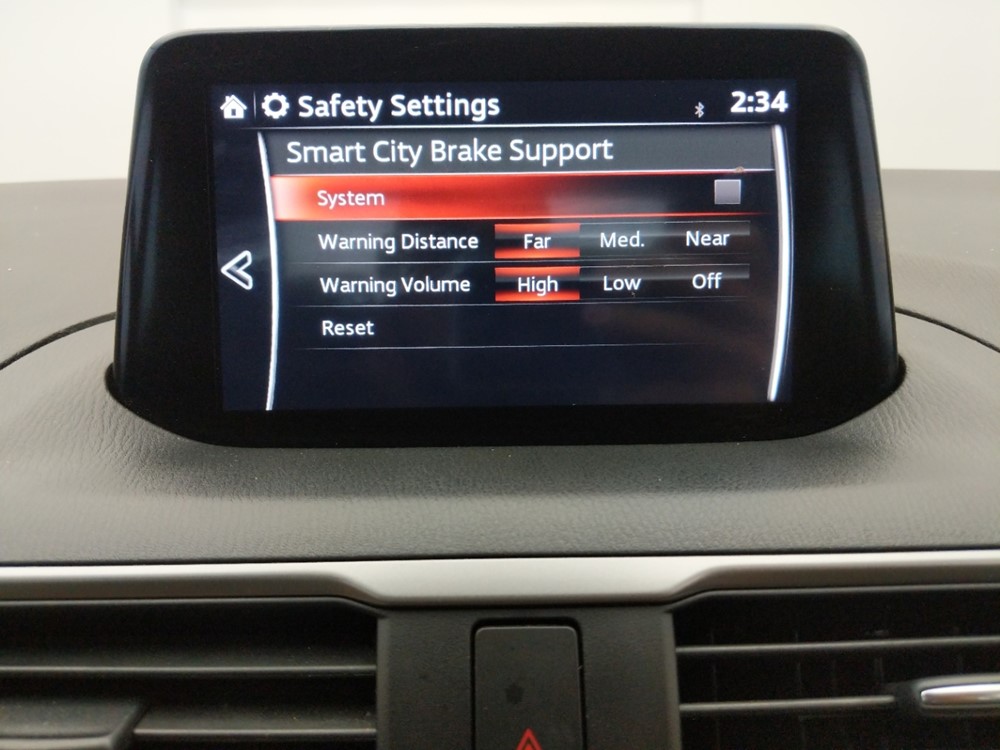 Safety Settings 2:34
Smart City Brake Support
System
Warning Distance Far Med. Near
Warning Volume High Low Off
Reset